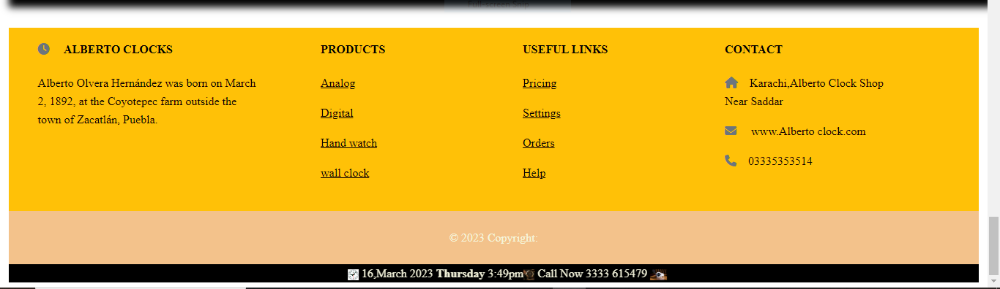 Full-screen Snip
ALBERTO CLOCKS
Alberto Olvera Hernández was born on March
2, 1892, at the Coyotepec farm outside the
town of Zacatlán, Puebla.
PRODUCTS
Analog
Digital
Hand watch
wall clock
USEFUL LINKS
Pricing
Settings
Orders
Help
CONTACT
Karachi,Alberto Clock Shop
Near Saddar
www.Alberto clock.com
03335353514
© 2023 Copyright:
16,March 2023 Thursday 3:49pm Call Now 3333 615479